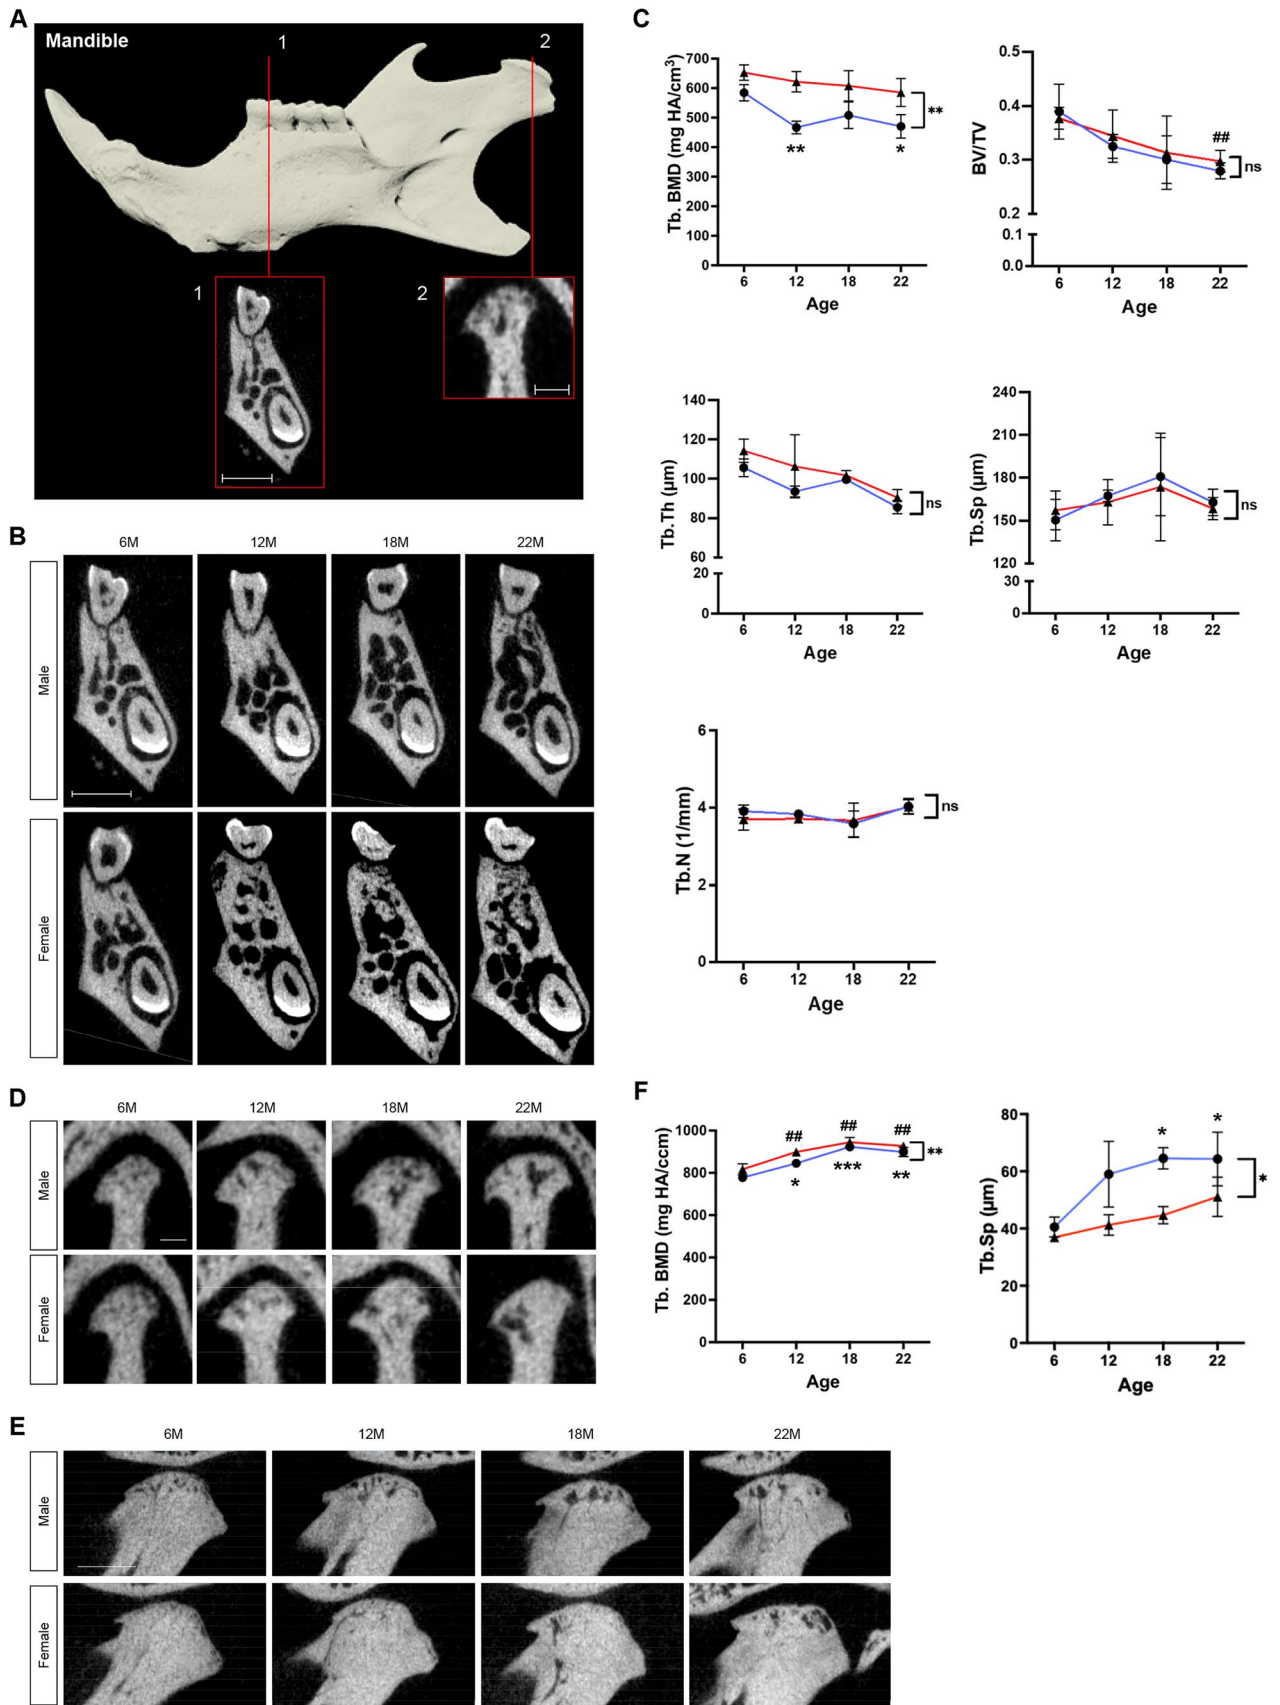 A
Mandible
1
2
1
2
B
6M
12M
18M
22M
Male
Female
C
Tb. BMD (mg HA/cm³)
700
600
500
400
300
200
100
0
**
*
**
6
12
18
22
Age
BV/TV
0.5
0.4
0.3
0.2
0.1
0.0
##
ns
6
12
18
22
Age
Tb.Th (µm)
140
120
100
80
60
20
0
ns
6
12
18
22
Age
Tb.Sp (µm)
240
210
180
150
120
30
0
ns
6
12
18
22
Age
Tb.N (1/mm)
6
4
2
0
ns
6
12
18
22
Age
D
6M
12M
18M
22M
Male
Female
E
6M
12M
18M
22M
Male
Female
F
Tb. BMD (mg HA/ccm)
1000
800
600
400
200
0
##
##
##
*
***
**
**
6
12
18
22
Age
Tb.Sp (µm)
80
60
40
20
0
*
*
*
6
12
18
22
Age